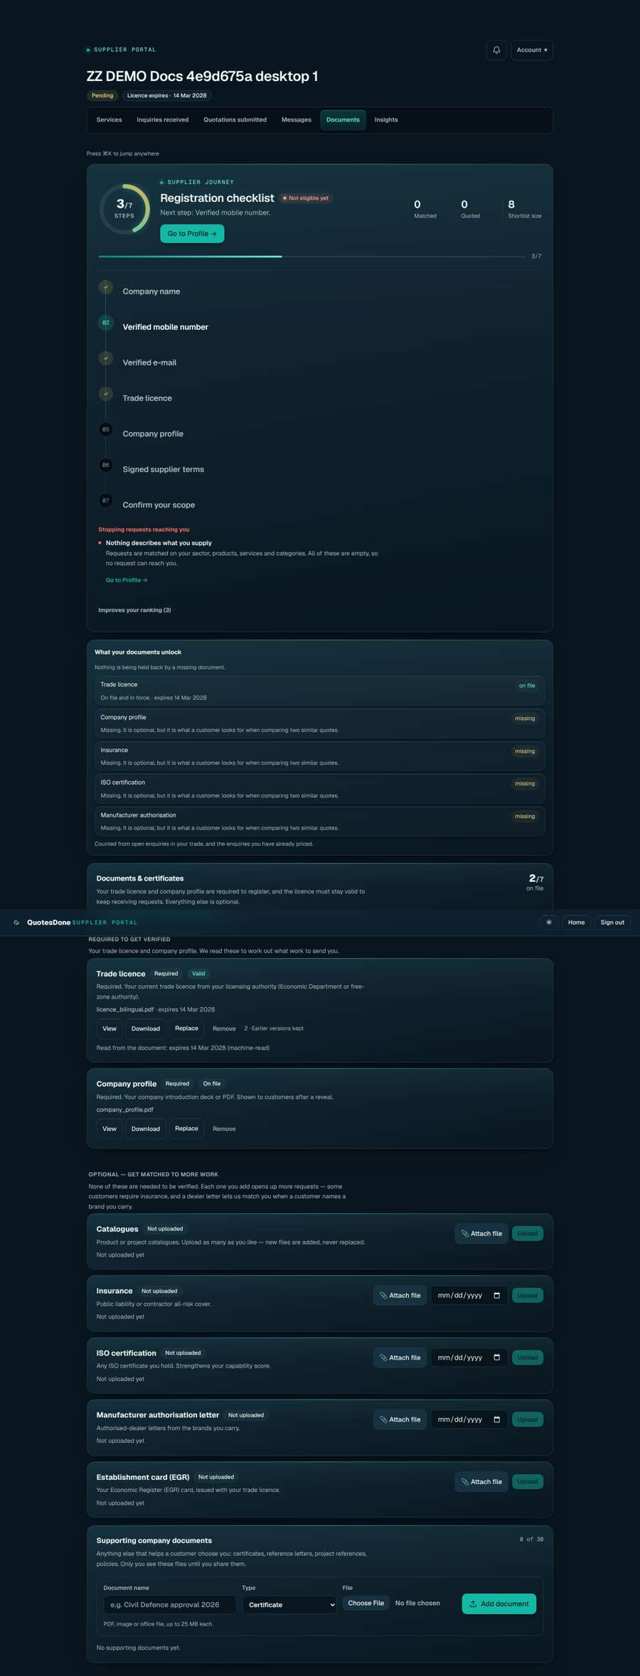 SUPPLIER PORTAL
Account
ZZ DEMO Docs 4e9d675a desktop 1
Pending
Licence expires · 14 Mar 2028
Services
Inquiries received
Quotations submitted
Messages
Documents
Insights
Press ⌘K to jump anywhere
SUPPLIER JOURNEY
3/7
STEPS
Registration checklist
Not eligible yet
Next step: Verified mobile number.
Go to Profile →
0
Matched
0
Quoted
8
Shortlist size
3/7
✓ Company name
02 Verified mobile number
✓ Verified e-mail
✓ Trade licence
05 Company profile
06 Signed supplier terms
07 Confirm your scope
Stopping requests reaching you
Nothing describes what you supply
Requests are matched on your sector, products, services and categories. All of these are empty, so
no request can reach you.
Go to Profile →
Improves your ranking (3)
What your documents unlock
Nothing is being held back by a missing document.
Trade licence
on file
On file and in force. · expires 14 Mar 2028
Company profile
missing
Missing. It is optional, but it is what a customer looks for when comparing two similar quotes.
Insurance
missing
Missing. It is optional, but it is what a customer looks for when comparing two similar quotes.
ISO certification
missing
Missing. It is optional, but it is what a customer looks for when comparing two similar quotes.
Manufacturer authorisation
missing
Missing. It is optional, but it is what a customer looks for when comparing two similar quotes.
Counted from open enquiries in your trade, and the enquiries you have already priced.
Documents & certificates
2/7
on file
Your trade licence and company profile are required to register, and the licence must stay valid to
keep receiving requests. Everything else is optional.
QuotesDone SUPPLIER PORTAL
Home
Sign out
REQUIRED TO GET VERIFIED
Your trade licence and company profile. We read these to work out what work to send you.
Trade licence
Required
Valid
Required. Your current trade licence from your licensing authority (Economic Department or free-
zone authority).
licence_bilingual.pdf · expires 14 Mar 2028
View
Download
Replace
Remove
2 · Earlier versions kept
Read from the document: expires 14 Mar 2028 (machine-read)
Company profile
Required
On file
Required. Your company introduction deck or PDF. Shown to customers after a reveal.
company_profile.pdf
View
Download
Replace
Remove
OPTIONAL — GET MATCHED TO MORE WORK
None of these are needed to be verified. Each one you add opens up more requests — some
customers require insurance, and a dealer letter lets us match you when a customer names a
brand you carry.
Catalogues
Not uploaded
Product or project catalogues. Upload as many as you like — new files are added, never replaced.
Not uploaded yet
Attach file
Upload
Insurance
Not uploaded
Public liability or contractor all-risk cover.
Not uploaded yet
Attach file
mm/dd/yyyy
Upload
ISO certification
Not uploaded
Any ISO certificate you hold. Strengthens your capability score.
Not uploaded yet
Attach file
mm/dd/yyyy
Upload
Manufacturer authorisation letter
Not uploaded
Authorised-dealer letters from the brands you carry.
Not uploaded yet
Attach file
mm/dd/yyyy
Upload
Establishment card (EGR)
Not uploaded
Your Economic Register (EGR) card, issued with your trade licence.
Not uploaded yet
Attach file
Upload
Supporting company documents
0 of 30
Anything else that helps a customer choose you: certificates, reference letters, project references,
policies. Only you see these files until you share them.
Document name
Type
File
e.g. Civil Defence approval 2026
Certificate
Choose File
No file chosen
Add document
PDF, image or office file, up to 25 MB each.
No supporting documents yet.